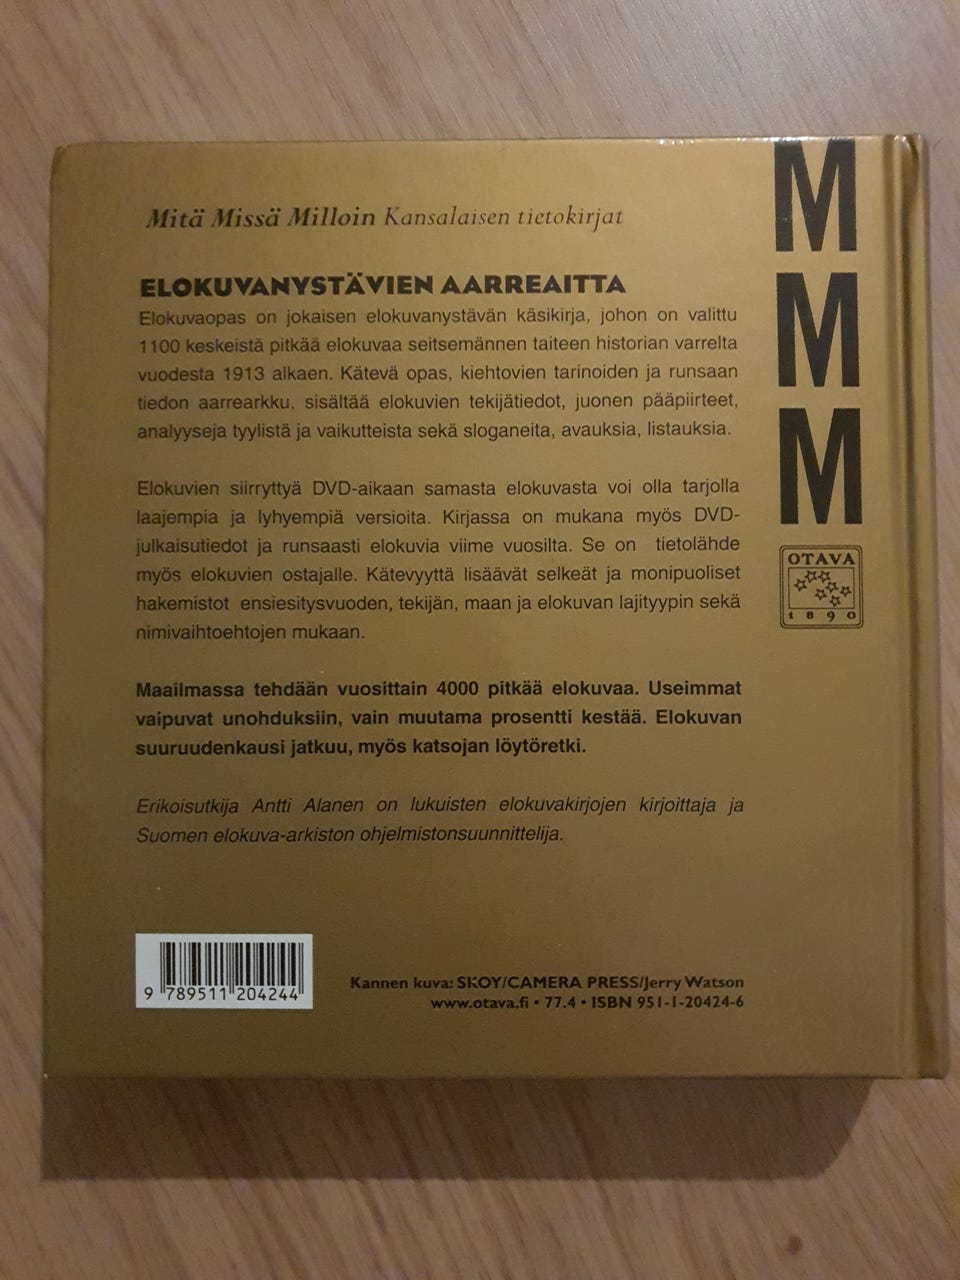 Mitä Missä Milloin Kansalaisen tietokirjat
ELOKUVANYSTÄVIEN AARREAITTA
Elokuvaopas on jokaisen elokuvanystävän käsikirja, johon on valittu
1100 keskeistä pitkää elokuvaa seitsemännen taiteen historian varrelta
vuodesta 1913 alkaen. Kätevä opas, kiehtovien tarinoiden ja runsaan
tiedon aarrearkku, sisältää elokuvien tekijätiedot, juonen pääpiirteet,
analyyseja tyylistä ja vaikutteista sekä sloganeita, avauksia, listauksia.
Elokuvien siirryttyä DVD-aikaan samasta elokuvasta voi olla tarjolla
laajempia ja lyhyempiä versioita. Kirjassa on mukana myös DVD-
julkaisutiedot ja runsaasti elokuvia viime vuosilta. Se on tietolähde
myös elokuvien ostajalle. Kätevyyttä lisäävät selkeät ja monipuoliset
hakemistot ensiesitysvuoden, tekijän, maan ja elokuvan lajityypin sekä
nimivaihtoehtojen mukaan.
Maailmassa tehdään vuosittain 4000 pitkää elokuvaa. Useimmat
vaipuvat unohduksiin, vain muutama prosentti kestää. Elokuvan
suuruudenkausi jatkuu, myös katsojan löytöretki.
Erikoisutkija Antti Alanen on lukuisten elokuvakirjojen kirjoittaja ja
Suomen elokuva-arkiston ohjelmistonsuunnittelija.
9 789511 204244
Kannen kuva: SKOY/CAMERA PRESS/Jerry Watson
www.otava.fi • 77.4 • ISBN 951-1-20424-6
M
M
M
OTAVA
1890